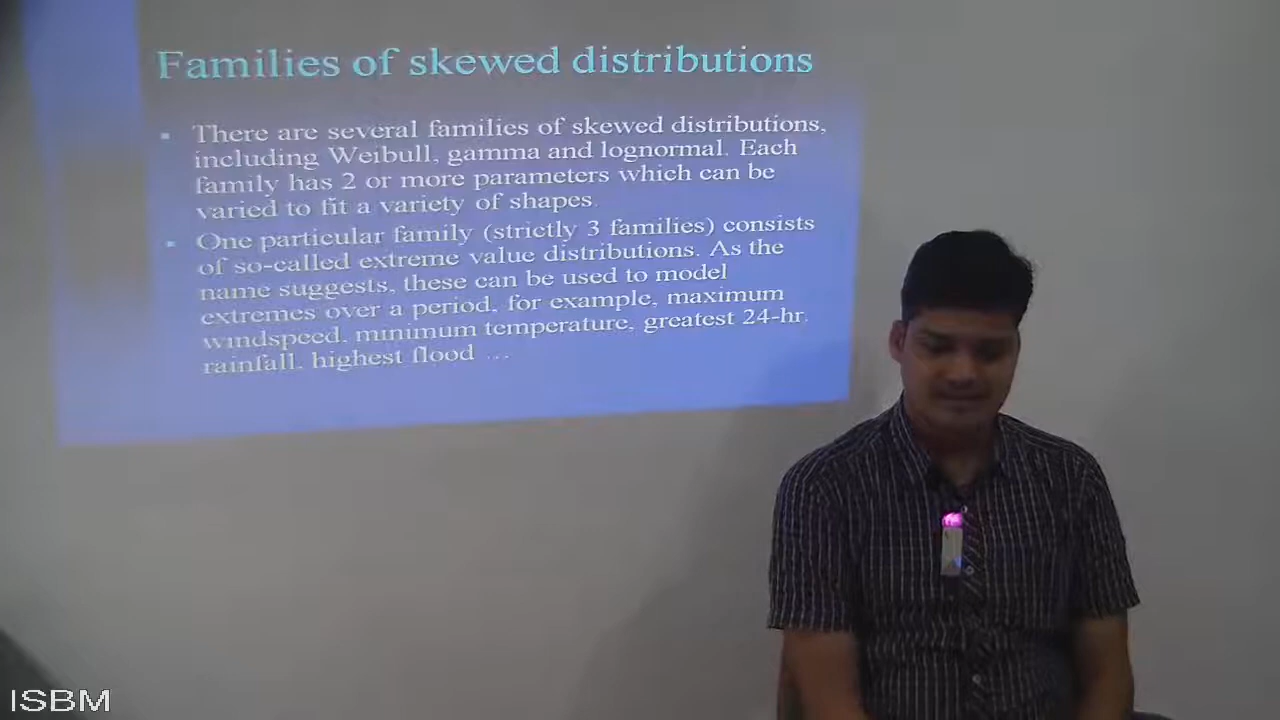 Families of skewed distributions
▪ There are several families of skewed distributions,
including Weibull, gamma and lognormal. Each
family has 2 or more parameters which can be
varied to fit a variety of shapes.
▪ One particular family (strictly 3 families) consists
of so-called extreme value distributions. As the
name suggests, these can be used to model
extremes over a period, for example, maximum
windspeed, minimum temperature, greatest 24-hr.
rainfall, highest flood …
ISBM